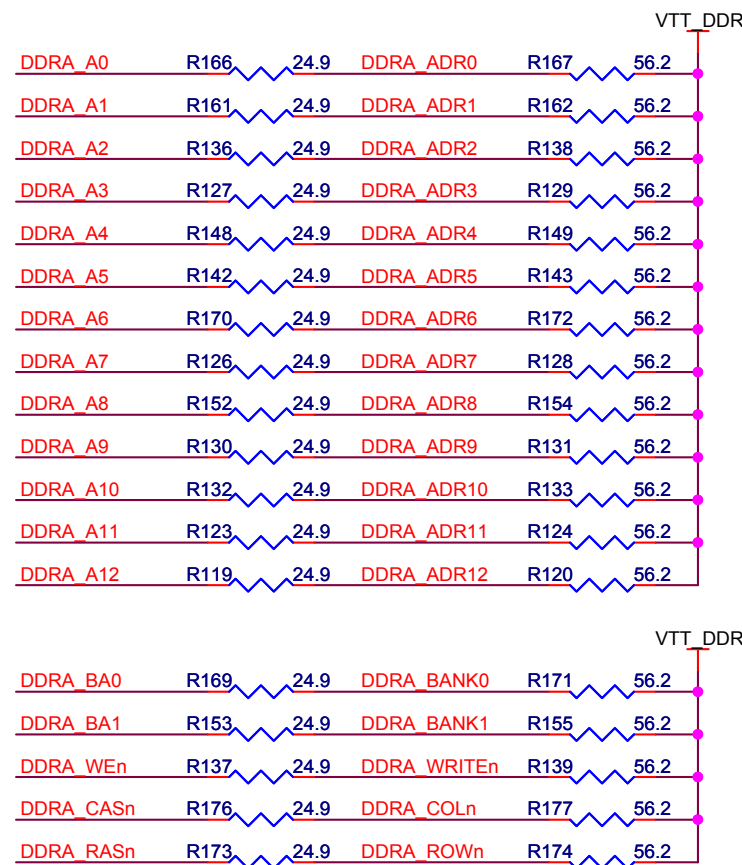 VTT_DDR
DDRA_A0 R166 24.9 DDRA_ADR0 R167 56.2
DDRA_A1 R161 24.9 DDRA_ADR1 R162 56.2
DDRA_A2 R136 24.9 DDRA_ADR2 R138 56.2
DDRA_A3 R127 24.9 DDRA_ADR3 R129 56.2
DDRA_A4 R148 24.9 DDRA_ADR4 R149 56.2
DDRA_A5 R142 24.9 DDRA_ADR5 R143 56.2
DDRA_A6 R170 24.9 DDRA_ADR6 R172 56.2
DDRA_A7 R126 24.9 DDRA_ADR7 R128 56.2
DDRA_A8 R152 24.9 DDRA_ADR8 R154 56.2
DDRA_A9 R130 24.9 DDRA_ADR9 R131 56.2
DDRA_A10 R132 24.9 DDRA_ADR10 R133 56.2
DDRA_A11 R123 24.9 DDRA_ADR11 R124 56.2
DDRA_A12 R119 24.9 DDRA_ADR12 R120 56.2
VTT_DDR
DDRA_BA0 R169 24.9 DDRA_BANK0 R171 56.2
DDRA_BA1 R153 24.9 DDRA_BANK1 R155 56.2
DDRA_WEn R137 24.9 DDRA_WRITEn R139 56.2
DDRA_CASn R176 24.9 DDRA_COLn R177 56.2
DDRA_RASn R173 24.9 DDRA_ROWn R174 56.2